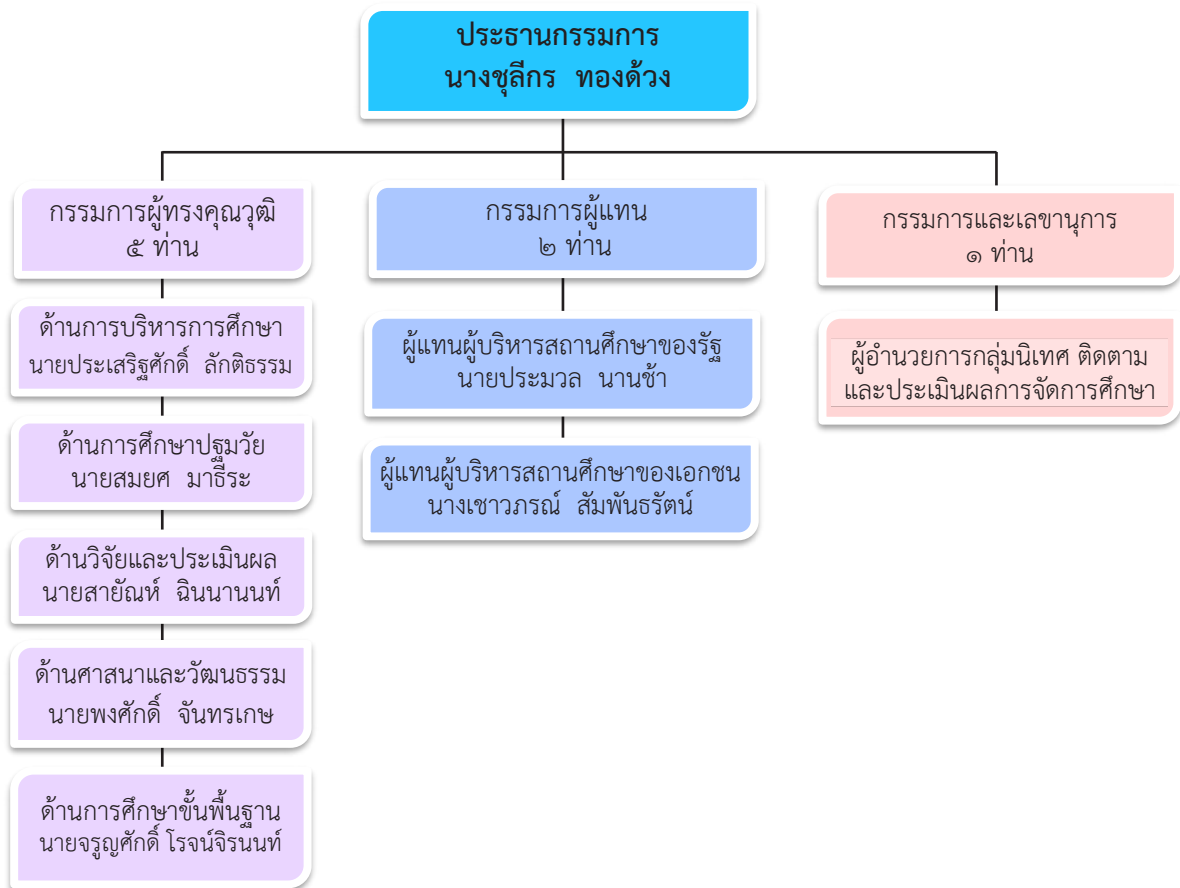 ประธานกรรมการ
นางชุลีกร ทองด้วง
กรรมการผู้ทรงคุณวุฒิ
๕ ท่าน
ด้านการบริหารการศึกษา
นายประเสริฐศักดิ์ ลักติธรรม
ด้านการศึกษาปฐมวัย
นายสมยศ มาธีระ
ด้านวิจัยและประเมินผล
นายสายัณห์ ฉินนานนท์
ด้านศาสนาและวัฒนธรรม
นายพงศักดิ์ จันทรเกษ
ด้านการศึกษาขั้นพื้นฐาน
นายจรูญศักดิ์ โรจน์จิรนนท์
กรรมการผู้แทน
๒ ท่าน
ผู้แทนผู้บริหารสถานศึกษาของรัฐ
นายประมวล นานช้า
ผู้แทนผู้บริหารสถานศึกษาของเอกชน
นางเชาวภรณ์ สัมพันธรัตน์
กรรมการและเลขานุการ
๑ ท่าน
ผู้อำนวยการกลุ่มนิเทศ ติดตาม
และประเมินผลการจัดการศึกษา